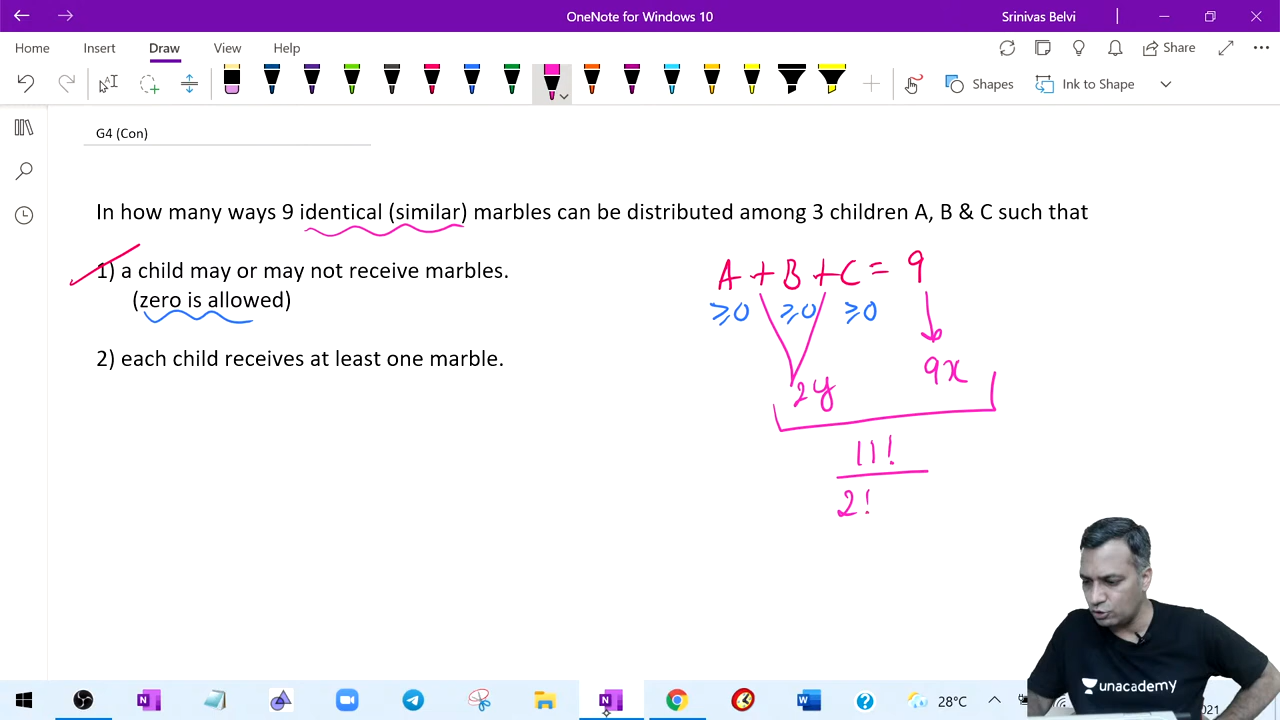 OneNote for Windows 10
Srinivas Belvi
Home Insert Draw View Help
Share
Shapes
Ink to Shape
G4 (Con)
In how many ways 9 identical (similar) marbles can be distributed among 3 children A, B & C such that
1) a child may or may not receive marbles.
(zero is allowed)
2) each child receives at least one marble.
A + B + C = 9
≥0 ≥0 ≥0
9x
2y
11!
2!
unacademy
28°C
021